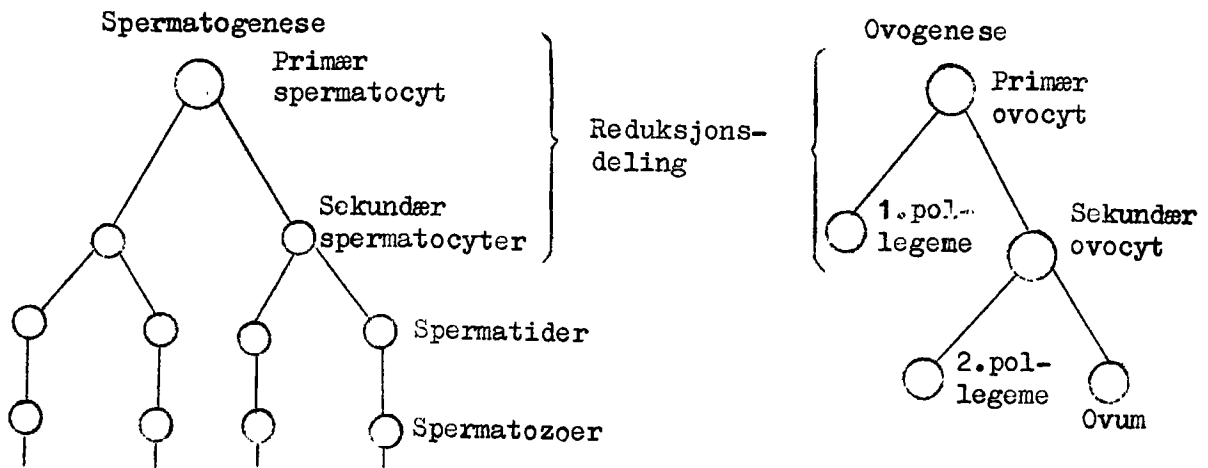 Spermatogenese
Primær
spermatocyt
Sekundær
spermatocyter
Spermatider
Spermatozoer
Reduksjons-
deling
Ovogenese
Primær
ovocyt
1.pol-
legeme
Sekundær
ovocyt
2.pol-
legeme
Ovum